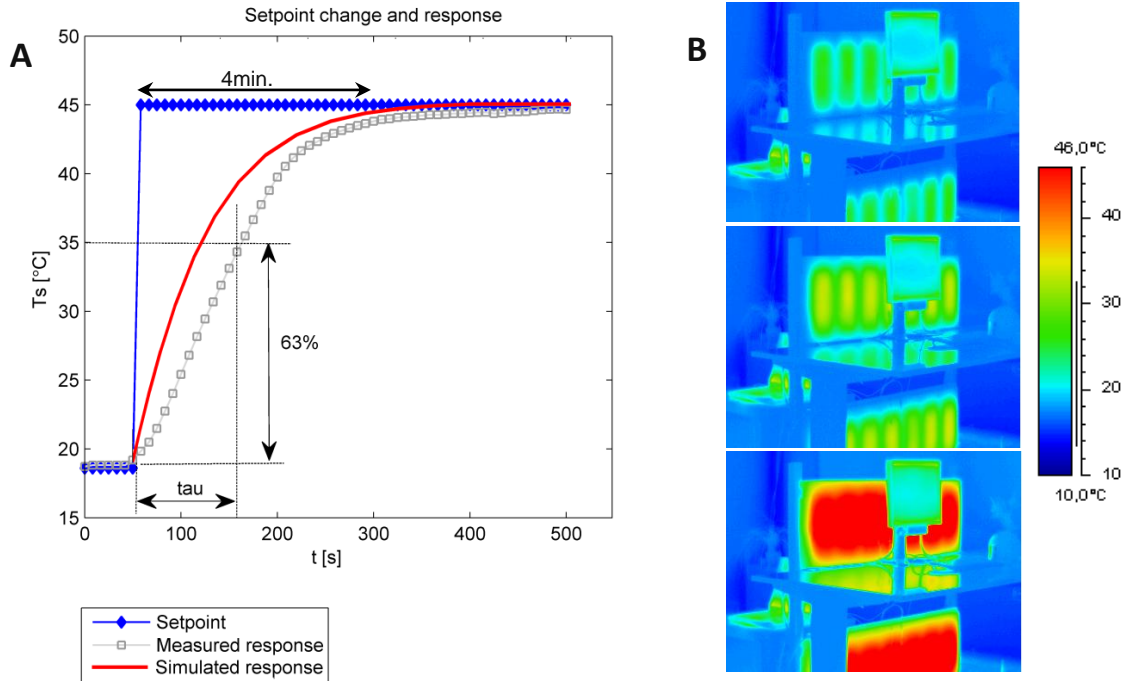 Setpoint change and response
A
50
45
40
35
30
25
20
15
Ts [°C]
4min.
63%
tau
0
100
200
300
400
500
t [s]
Setpoint
Measured response
Simulated response
B
46,0°C
40
30
20
10
10,0°C